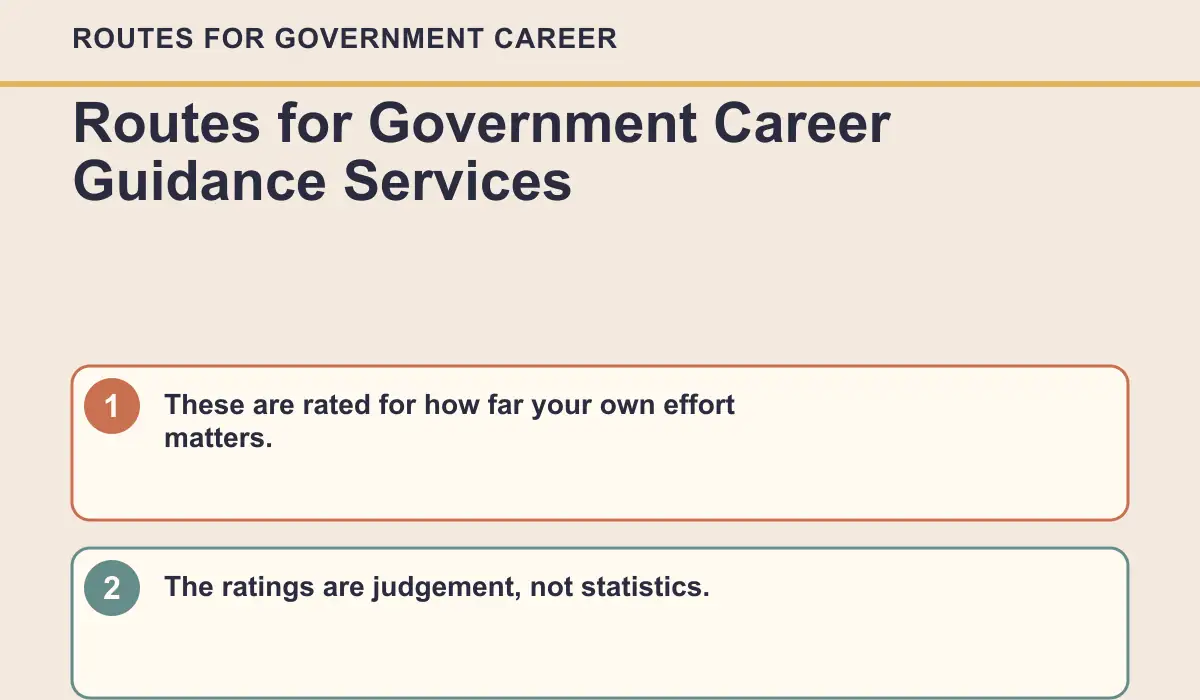 ROUTES FOR GOVERNMENT CAREER
Routes for Government Career
Guidance Services
1
These are rated for how far your own effort
matters.
2
The ratings are judgement, not statistics.